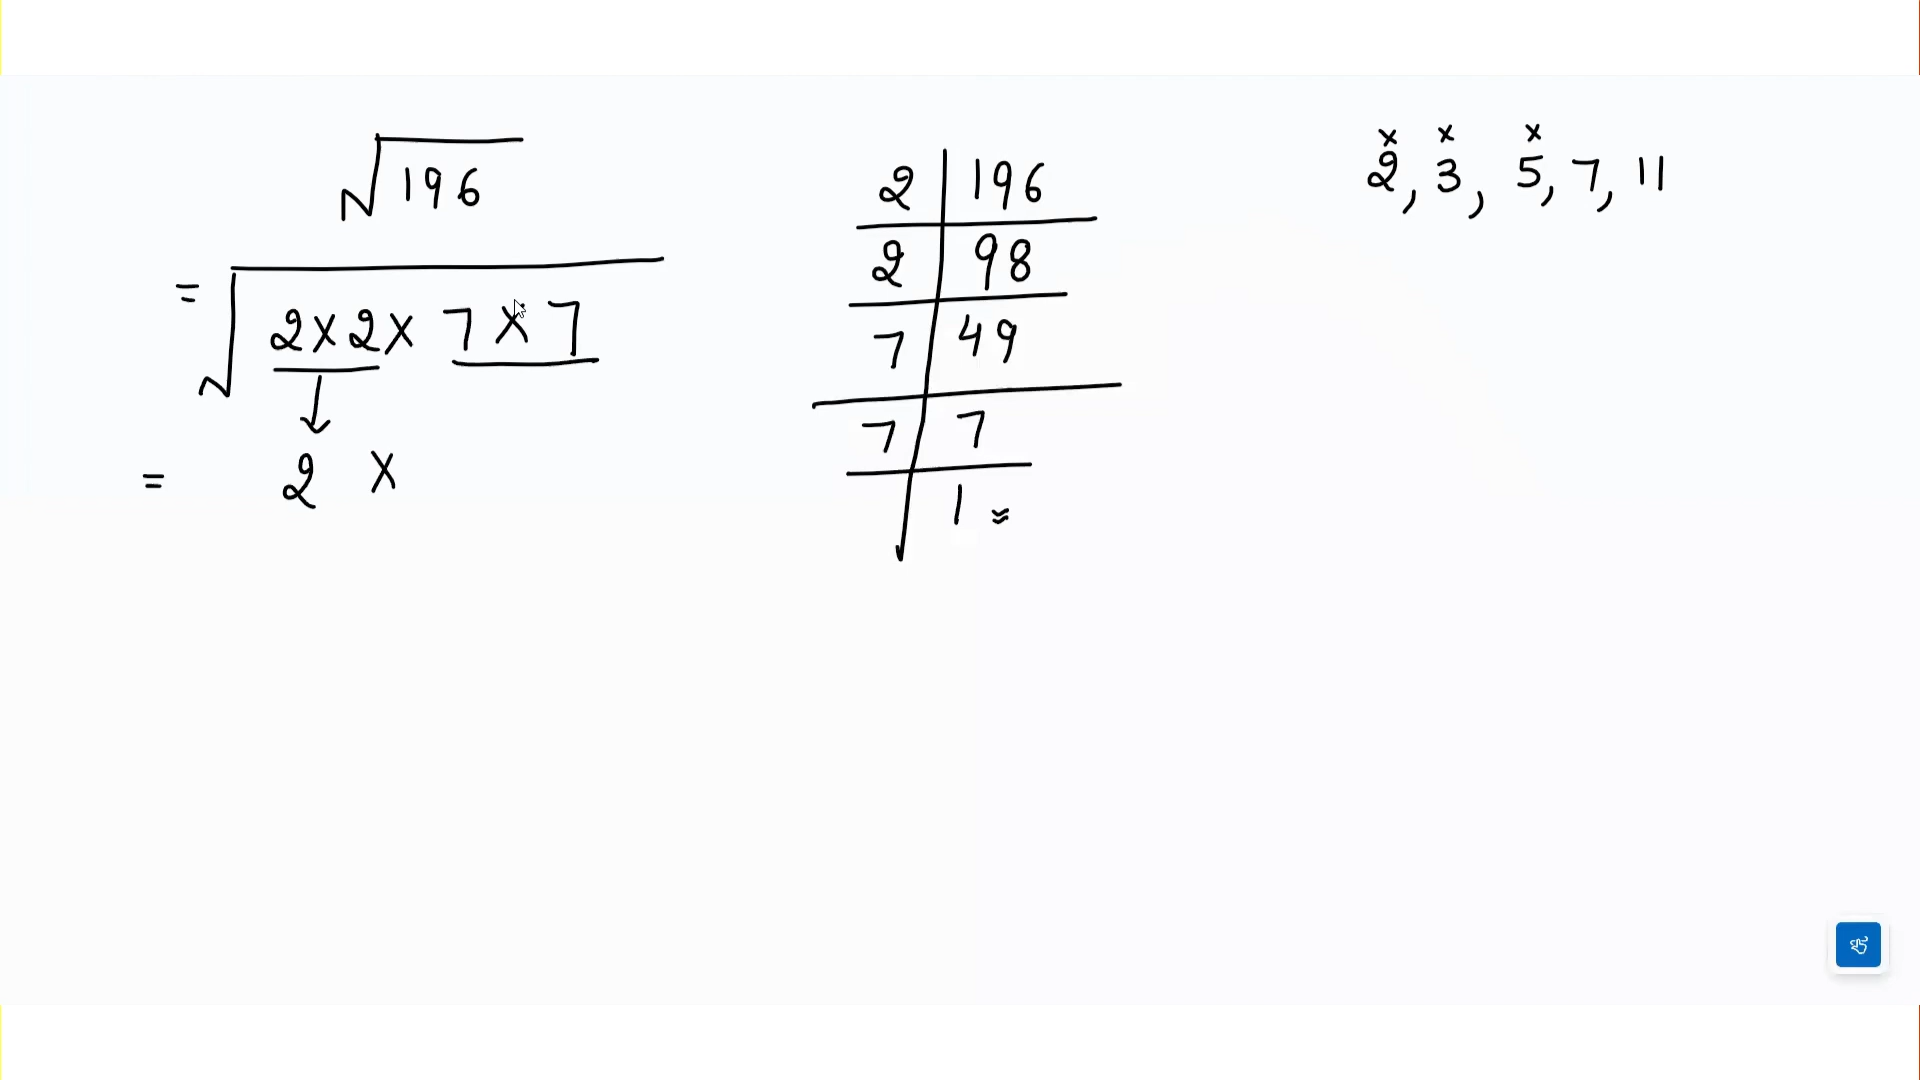 √196
= √2×2×7×7
↓
= 2 ×
2 | 196
2 | 98
7 | 49
7 | 7
| 1 ≈
× × ×
2, 3, 5, 7, 11